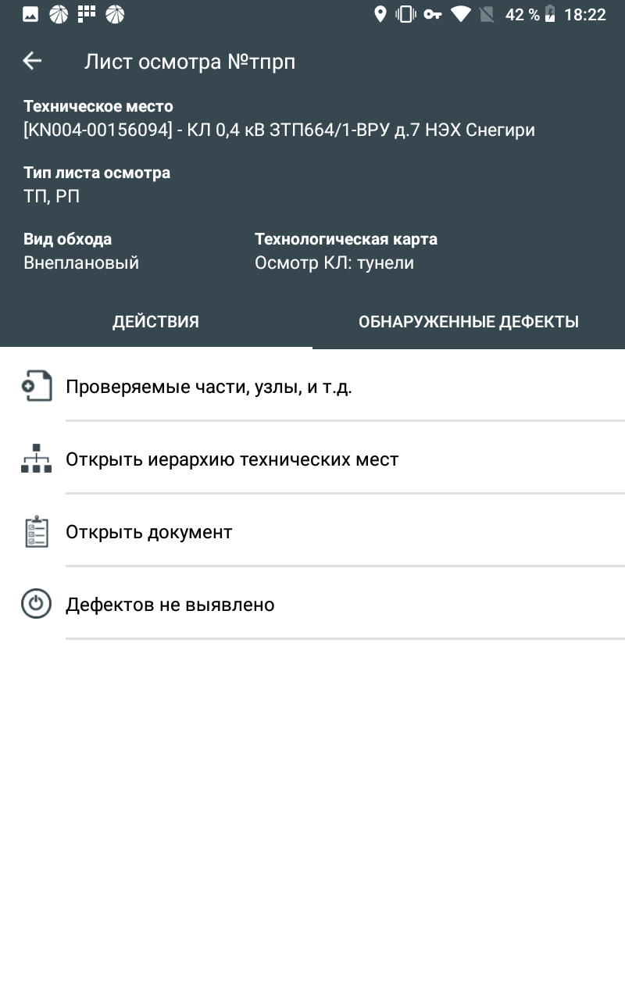 42 % 18:22
Лист осмотра №тпрп
Техническое место
[KN004-00156094] - КЛ 0,4 кВ ЗТП664/1-ВРУ д.7 НЭХ Снегири
Тип листа осмотра
ТП, РП
Вид обхода
Внеплановый
Технологическая карта
Осмотр КЛ: тунели
ДЕЙСТВИЯ
ОБНАРУЖЕННЫЕ ДЕФЕКТЫ
Проверяемые части, узлы, и т.д.
Открыть иерархию технических мест
Открыть документ
Дефектов не выявлено